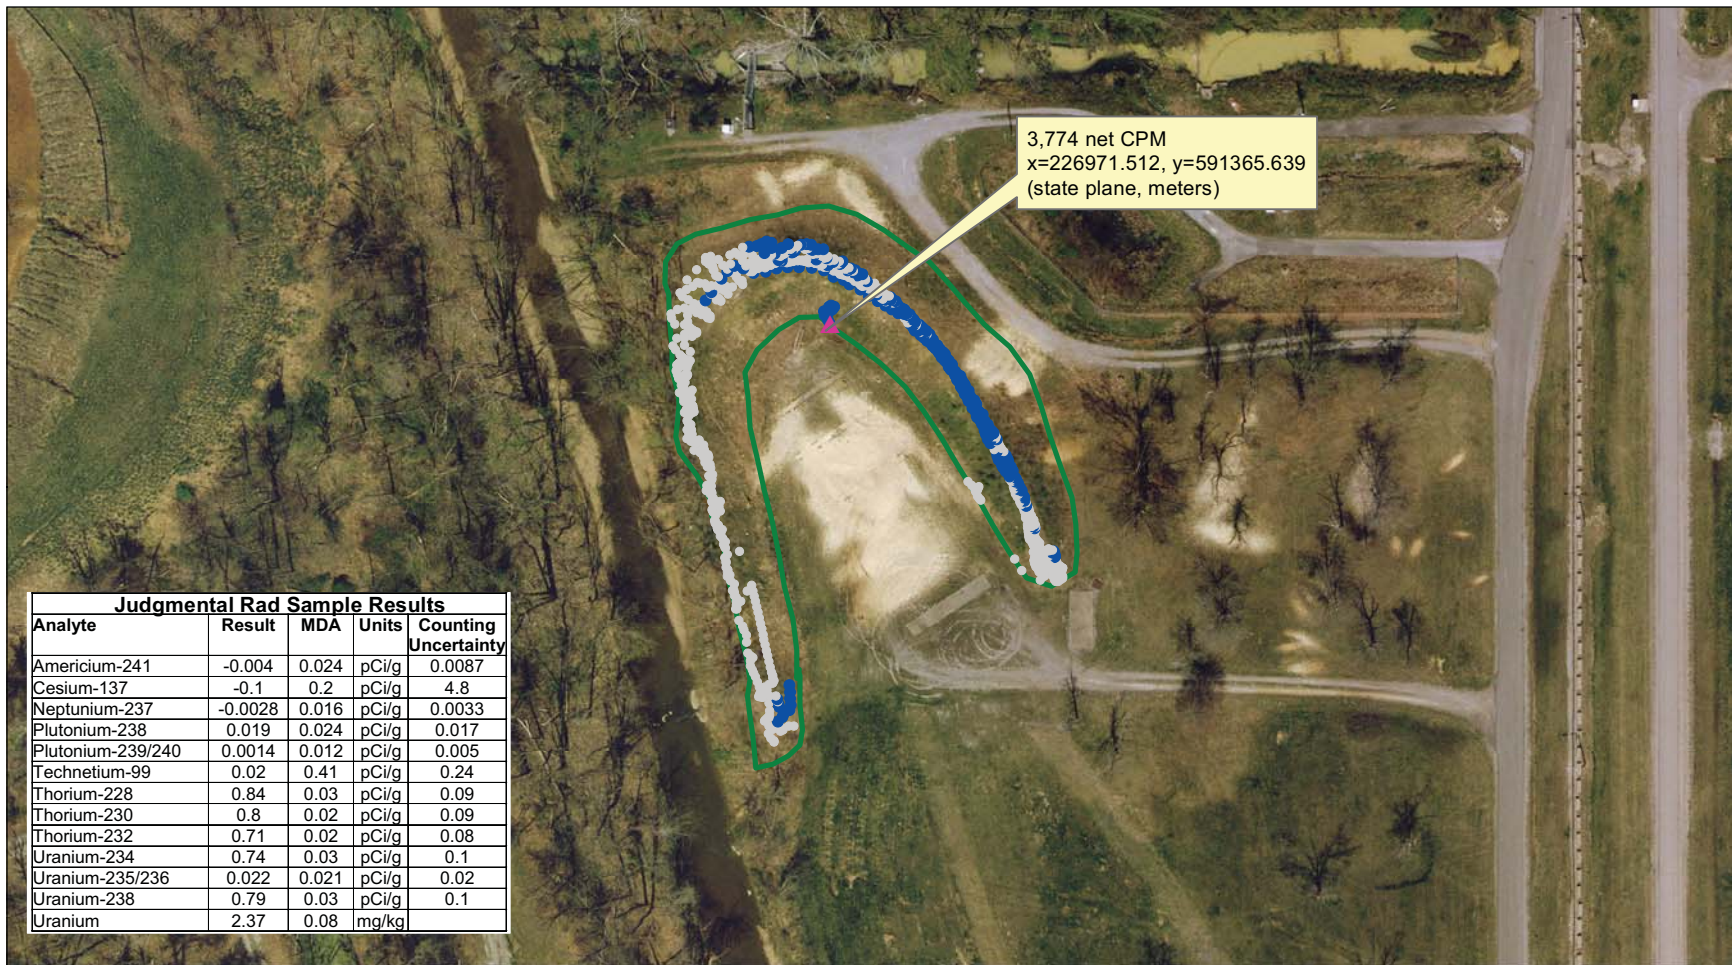 3,774 net CPM
x=226971.512, y=591365.639
(state plane, meters)
Judgmental Rad Sample Results
Analyte Result MDA Units Counting Uncertainty
Americium-241 -0.004 0.024 pCi/g 0.0087
Cesium-137 -0.1 0.2 pCi/g 4.8
Neptunium-237 -0.0028 0.016 pCi/g 0.0033
Plutonium-238 0.019 0.024 pCi/g 0.017
Plutonium-239/240 0.0014 0.012 pCi/g 0.005
Technetium-99 0.02 0.41 pCi/g 0.24
Thorium-228 0.84 0.03 pCi/g 0.09
Thorium-230 0.8 0.02 pCi/g 0.09
Thorium-232 0.71 0.02 pCi/g 0.08
Uranium-234 0.74 0.03 pCi/g 0.1
Uranium-235/236 0.022 0.021 pCi/g 0.02
Uranium-238 0.79 0.03 pCi/g 0.1
Uranium 2.37 0.08 mg/kg